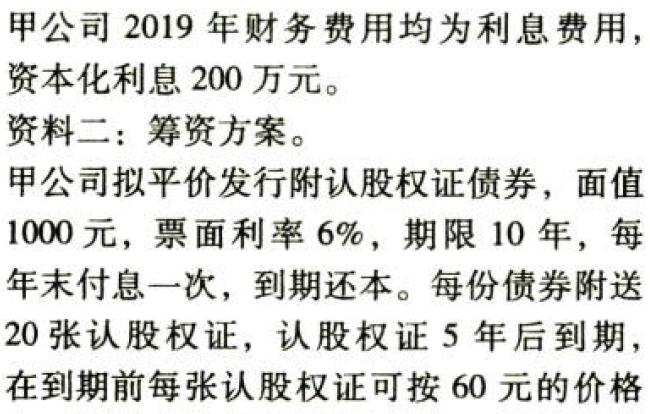 甲公司 2019 年财务费用均为利息费用，
资本化利息 200 万元。
资料二：筹资方案。
甲公司拟平价发行附认股权证债券，面值
1000 元，票面利率 6%，期限 10 年，每
年末付息一次，到期还本。每份债券附送
20 张认股权证，认股权证 5 年后到期，
在到期前每张认股权证可按 60 元的价格